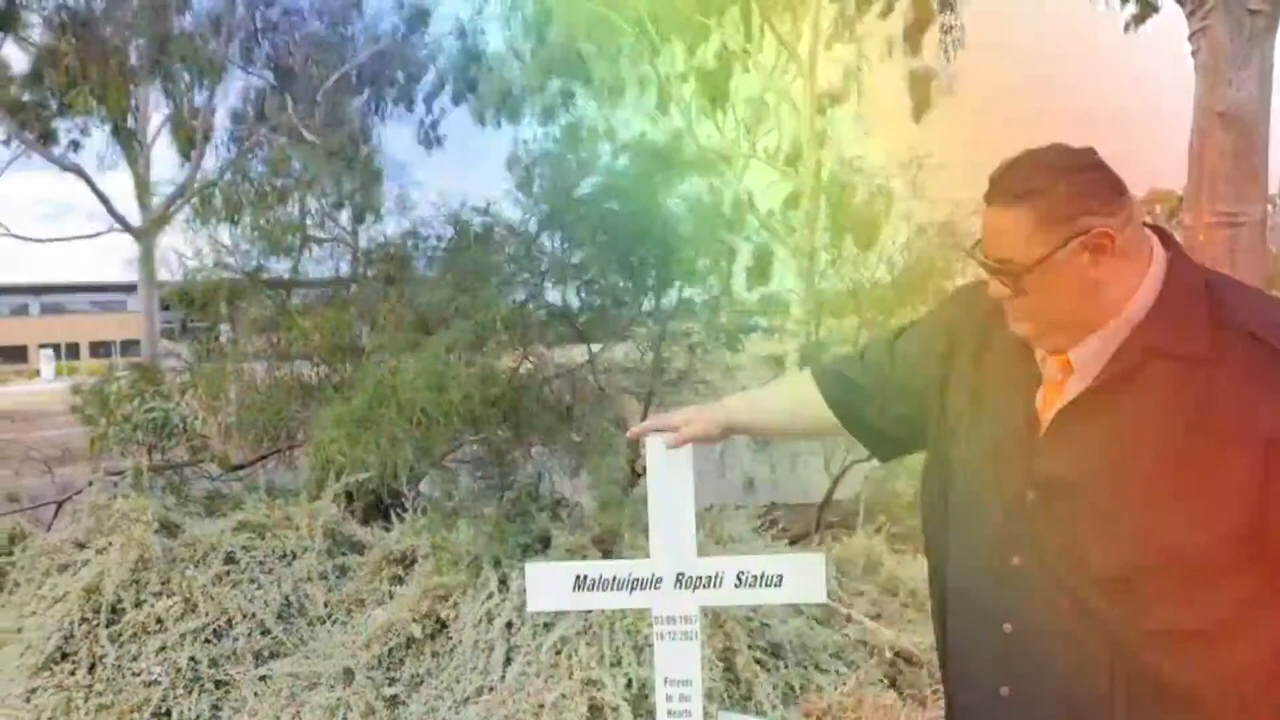 Malotuipule Ropati Siatua
03/09/1957
16/12/2021
Forever
In Our
Hearts